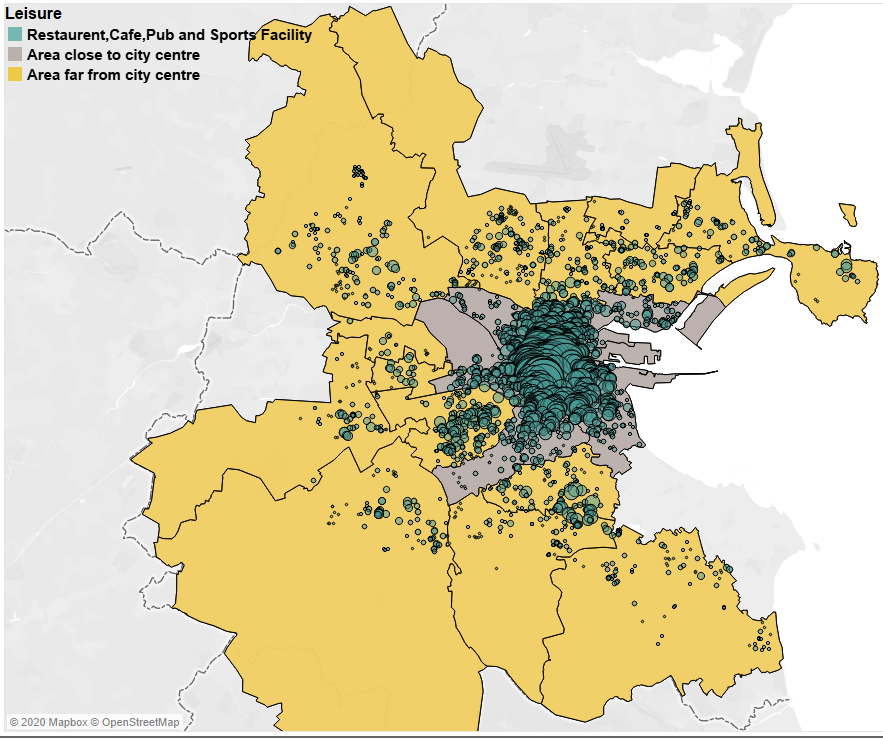 Leisure
Restaurent,Cafe,Pub and Sports Facility
Area close to city centre
Area far from city centre
© 2020 Mapbox © OpenStreetMap